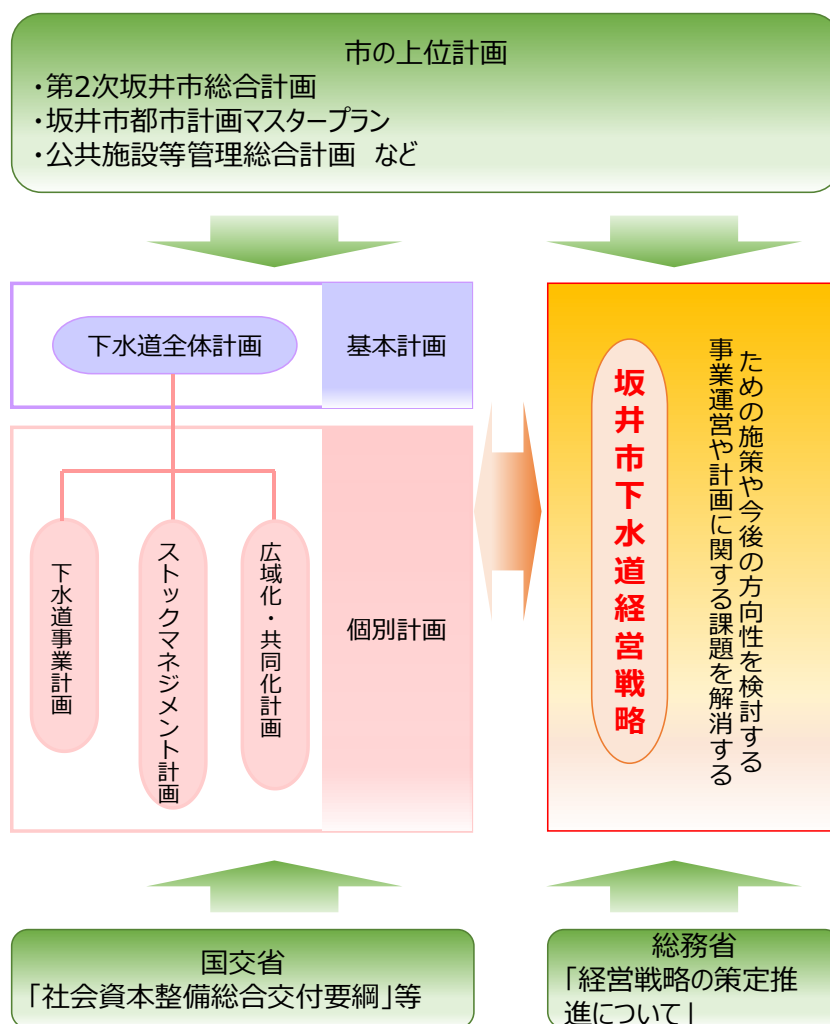 市の上位計画
・第2次坂井市総合計画
・坂井市都市計画マスタープラン
・公共施設等管理総合計画 など
下水道全体計画
基本計画
下水道事業計画
ストックマネジメント計画
広域化・共同化計画
個別計画
坂井市下水道経営戦略
事業運営や計画に関する課題を解消する
ための施策や今後の方向性を検討する
国交省
「社会資本整備総合交付要綱」等
総務省
「経営戦略の策定推
進について」